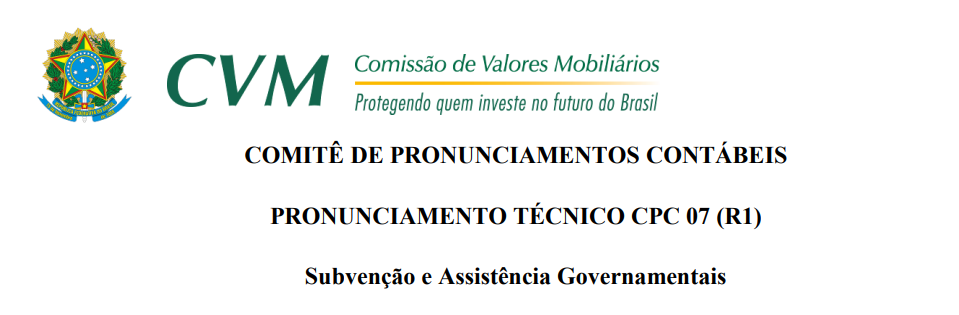 CVM
Comissão de Valores Mobiliários
Protegendo quem investe no futuro do Brasil
COMITÊ DE PRONUNCIAMENTOS CONTÁBEIS
PRONUNCIAMENTO TÉCNICO CPC 07 (R1)
Subvenção e Assistência Governamentais